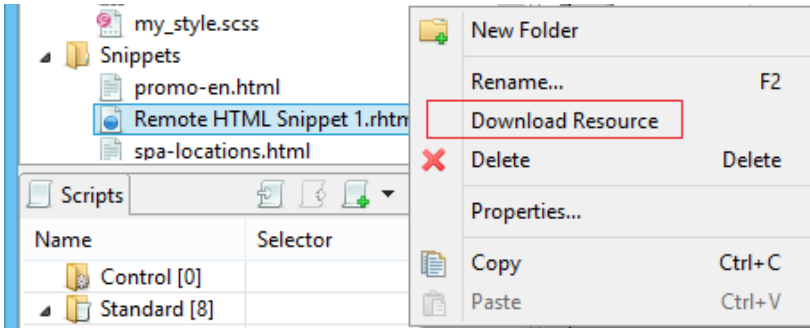 my_style.scss
Snippets
promo-en.html
Remote HTML Snippet 1.rhtm
spa-locations.html
Scripts
Name Selector
Control [0]
Standard [8]
New Folder
Rename... F2
Download Resource
Delete Delete
Properties...
Copy Ctrl+C
Paste Ctrl+V